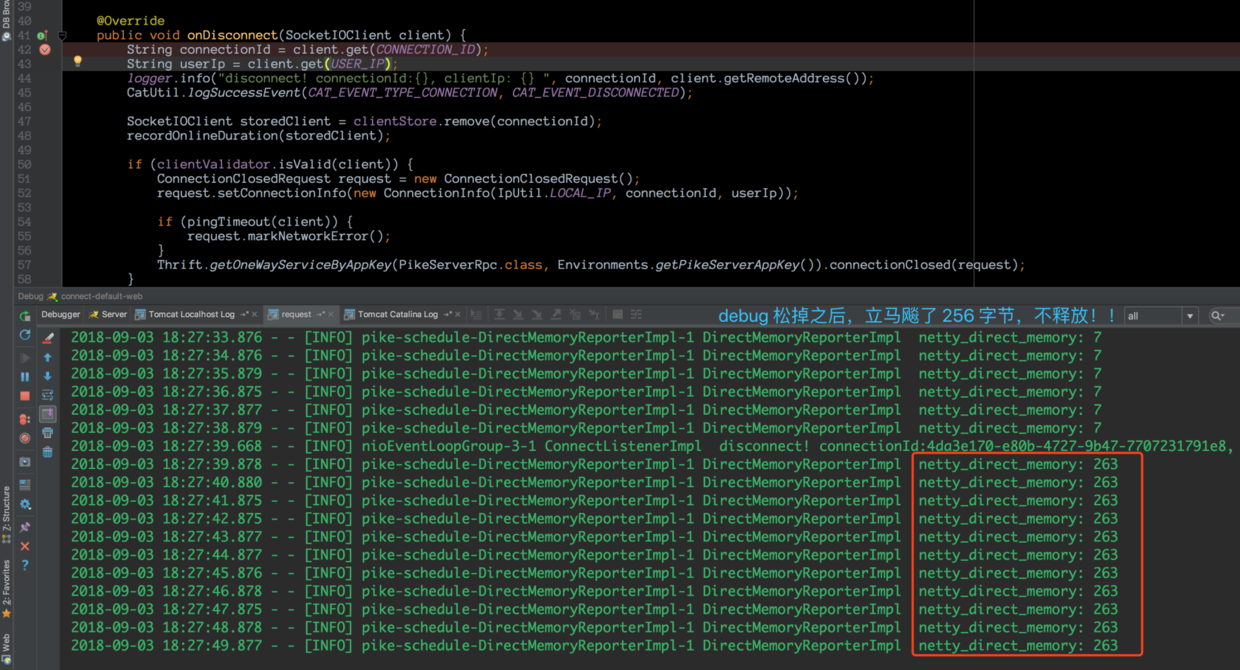 DB Bro
39
40 @Override
41 public void onDisconnect(SocketIOClient client) {
42 String connectionId = client.get(CONNECTION_ID);
43 String userIp = client.get(USER_IP);
44 logger.info("disconnect! connectionId:{}, clientIp: {} ", connectionId, client.getRemoteAddress());
45 CatUtil.logSuccessEvent(CAT_EVENT_TYPE_CONNECTION, CAT_EVENT_DISCONNECTED);
46
47 SocketIOClient storedClient = clientStore.remove(connectionId);
48 recordOnlineDuration(storedClient);
49
50 if (clientValidator.isValid(client)) {
51 ConnectionClosedRequest request = new ConnectionClosedRequest();
52 request.setConnectionInfo(new ConnectionInfo(IpUtil.LOCAL_IP, connectionId, userIp));
53
54 if (pingTimeout(client)) {
55 request.markNetworkError();
56 }
57 Thrift.getOneWayServiceByAppKey(PikeServerRpc.class, Environments.getPikeServerAppKey()).connectionClosed(request);
58 }
Debug connect-default-web
Debugger Server Tomcat Localhost Log request Tomcat Catalina Log debug 松掉之后，立马飚了 256 字节，不释放！！ all
2018-09-03 18:27:33.876 - - [INFO] pike-schedule-DirectMemoryReporterImpl-1 DirectMemoryReporterImpl netty_direct_memory: 7
2018-09-03 18:27:34.876 - - [INFO] pike-schedule-DirectMemoryReporterImpl-1 DirectMemoryReporterImpl netty_direct_memory: 7
2018-09-03 18:27:35.879 - - [INFO] pike-schedule-DirectMemoryReporterImpl-1 DirectMemoryReporterImpl netty_direct_memory: 7
2018-09-03 18:27:36.875 - - [INFO] pike-schedule-DirectMemoryReporterImpl-1 DirectMemoryReporterImpl netty_direct_memory: 7
2018-09-03 18:27:37.877 - - [INFO] pike-schedule-DirectMemoryReporterImpl-1 DirectMemoryReporterImpl netty_direct_memory: 7
2018-09-03 18:27:38.879 - - [INFO] pike-schedule-DirectMemoryReporterImpl-1 DirectMemoryReporterImpl netty_direct_memory: 7
2018-09-03 18:27:39.668 - - [INFO] nioEventLoopGroup-3-1 ConnectListenerImpl disconnect! connectionId:4da3e170-e80b-4727-9b47-7707231791e8,
2018-09-03 18:27:39.878 - - [INFO] pike-schedule-DirectMemoryReporterImpl-1 DirectMemoryReporterImpl netty_direct_memory: 263
2018-09-03 18:27:40.880 - - [INFO] pike-schedule-DirectMemoryReporterImpl-1 DirectMemoryReporterImpl netty_direct_memory: 263
2018-09-03 18:27:41.875 - - [INFO] pike-schedule-DirectMemoryReporterImpl-1 DirectMemoryReporterImpl netty_direct_memory: 263
2018-09-03 18:27:42.875 - - [INFO] pike-schedule-DirectMemoryReporterImpl-1 DirectMemoryReporterImpl netty_direct_memory: 263
2018-09-03 18:27:43.877 - - [INFO] pike-schedule-DirectMemoryReporterImpl-1 DirectMemoryReporterImpl netty_direct_memory: 263
2018-09-03 18:27:44.877 - - [INFO] pike-schedule-DirectMemoryReporterImpl-1 DirectMemoryReporterImpl netty_direct_memory: 263
2018-09-03 18:27:45.876 - - [INFO] pike-schedule-DirectMemoryReporterImpl-1 DirectMemoryReporterImpl netty_direct_memory: 263
2018-09-03 18:27:46.878 - - [INFO] pike-schedule-DirectMemoryReporterImpl-1 DirectMemoryReporterImpl netty_direct_memory: 263
2018-09-03 18:27:47.875 - - [INFO] pike-schedule-DirectMemoryReporterImpl-1 DirectMemoryReporterImpl netty_direct_memory: 263
2018-09-03 18:27:48.878 - - [INFO] pike-schedule-DirectMemoryReporterImpl-1 DirectMemoryReporterImpl netty_direct_memory: 263
2018-09-03 18:27:49.877 - - [INFO] pike-schedule-DirectMemoryReporterImpl-1 DirectMemoryReporterImpl netty_direct_memory: 263
7: Structure
2: Favorites
Web